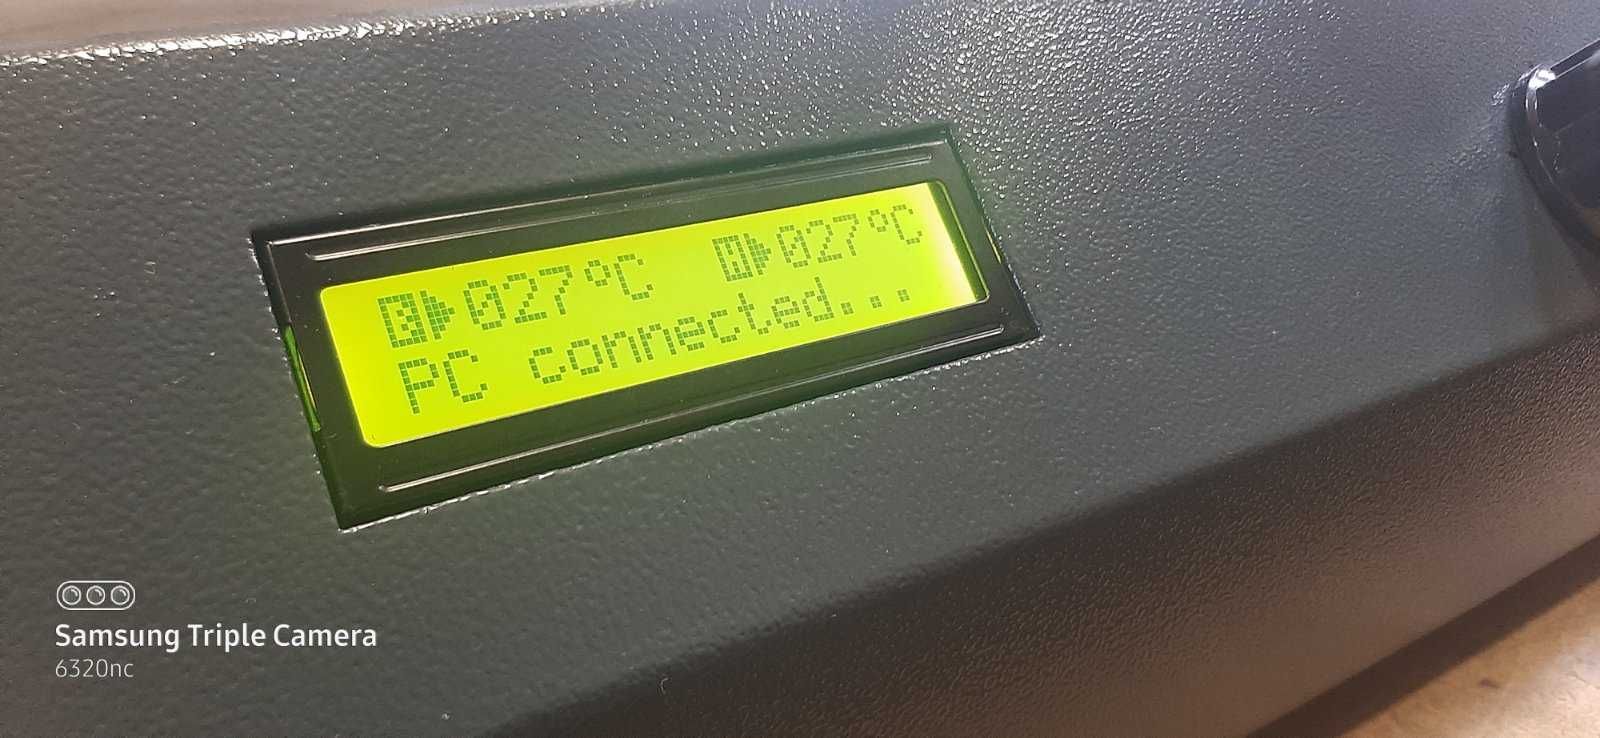 027°C 027°C
PC connected...
Samsung Triple Camera
6320nc